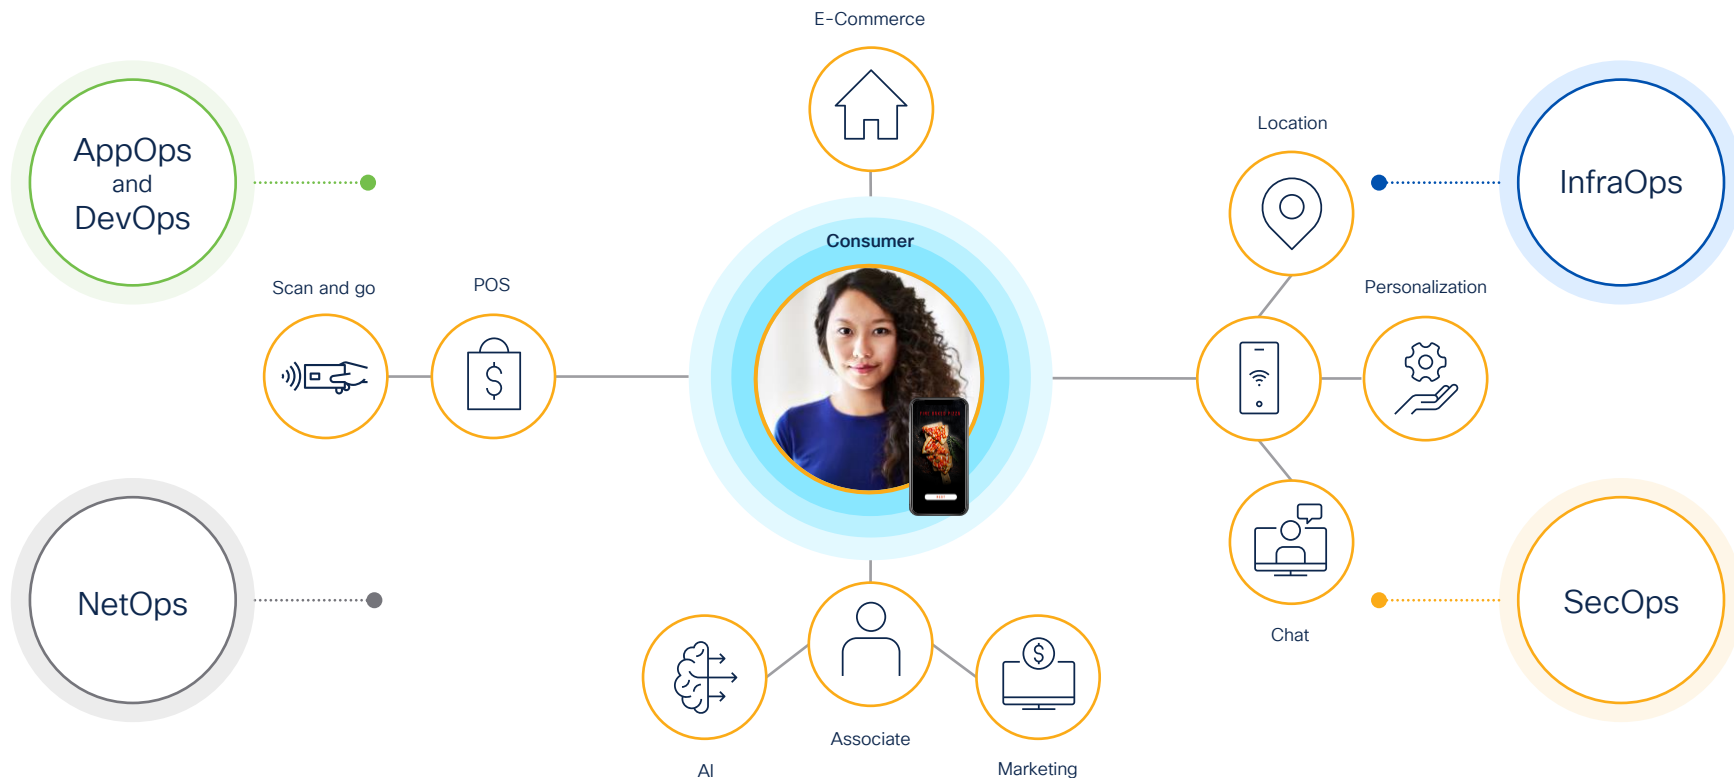 E-Commerce
AppOps
and
DevOps
Location
InfraOps
Consumer
Scan and go
POS
Personalization
NetOps
SecOps
Chat
Associate
AI
Marketing